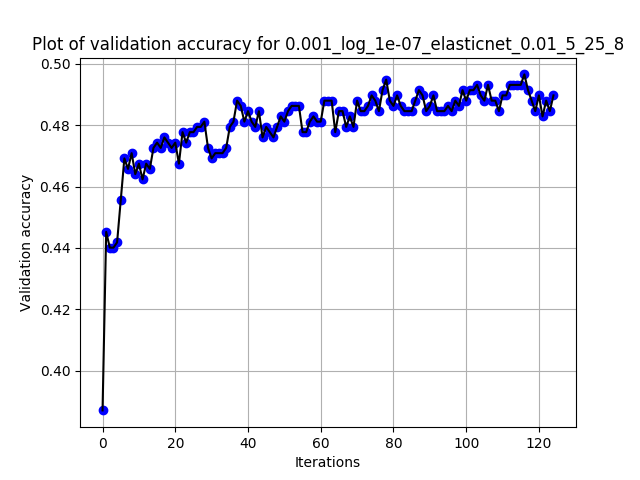 Plot of validation accuracy for 0.001_log_1e-07_elasticnet_0.01_5_25_8
0.50
0.48
0.46
0.44
0.42
0.40
Validation accuracy
0 20 40 60 80 100 120
Iterations